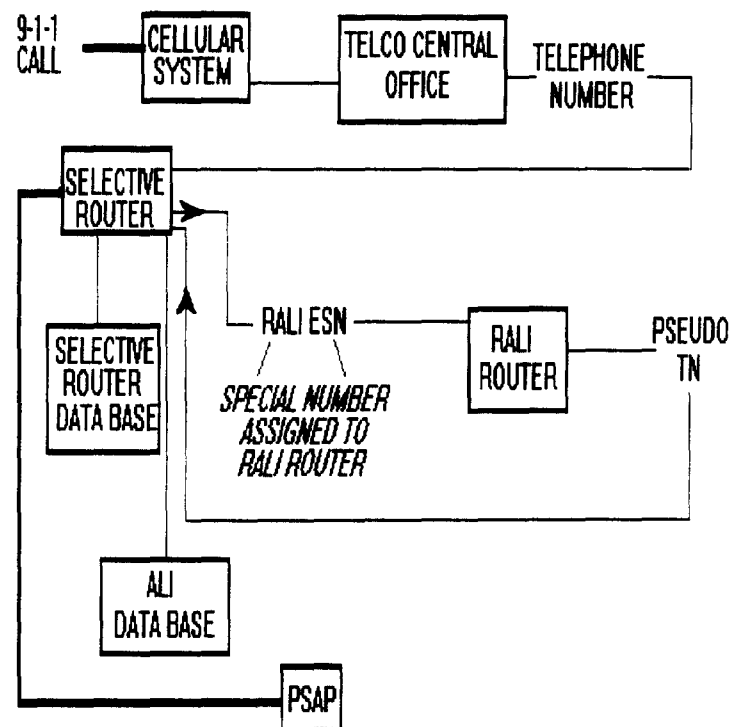 9-1-1
CALL
CELLULAR
SYSTEM
TELCO CENTRAL
OFFICE
TELEPHONE
NUMBER
SELECTIVE
ROUTER
RALI ESN
RALI
ROUTER
PSEUDO
TN
SELECTIVE
ROUTER
DATA BASE
SPECIAL NUMBER
ASSIGNED TO
RALI ROUTER
ALI
DATA BASE
PSAP